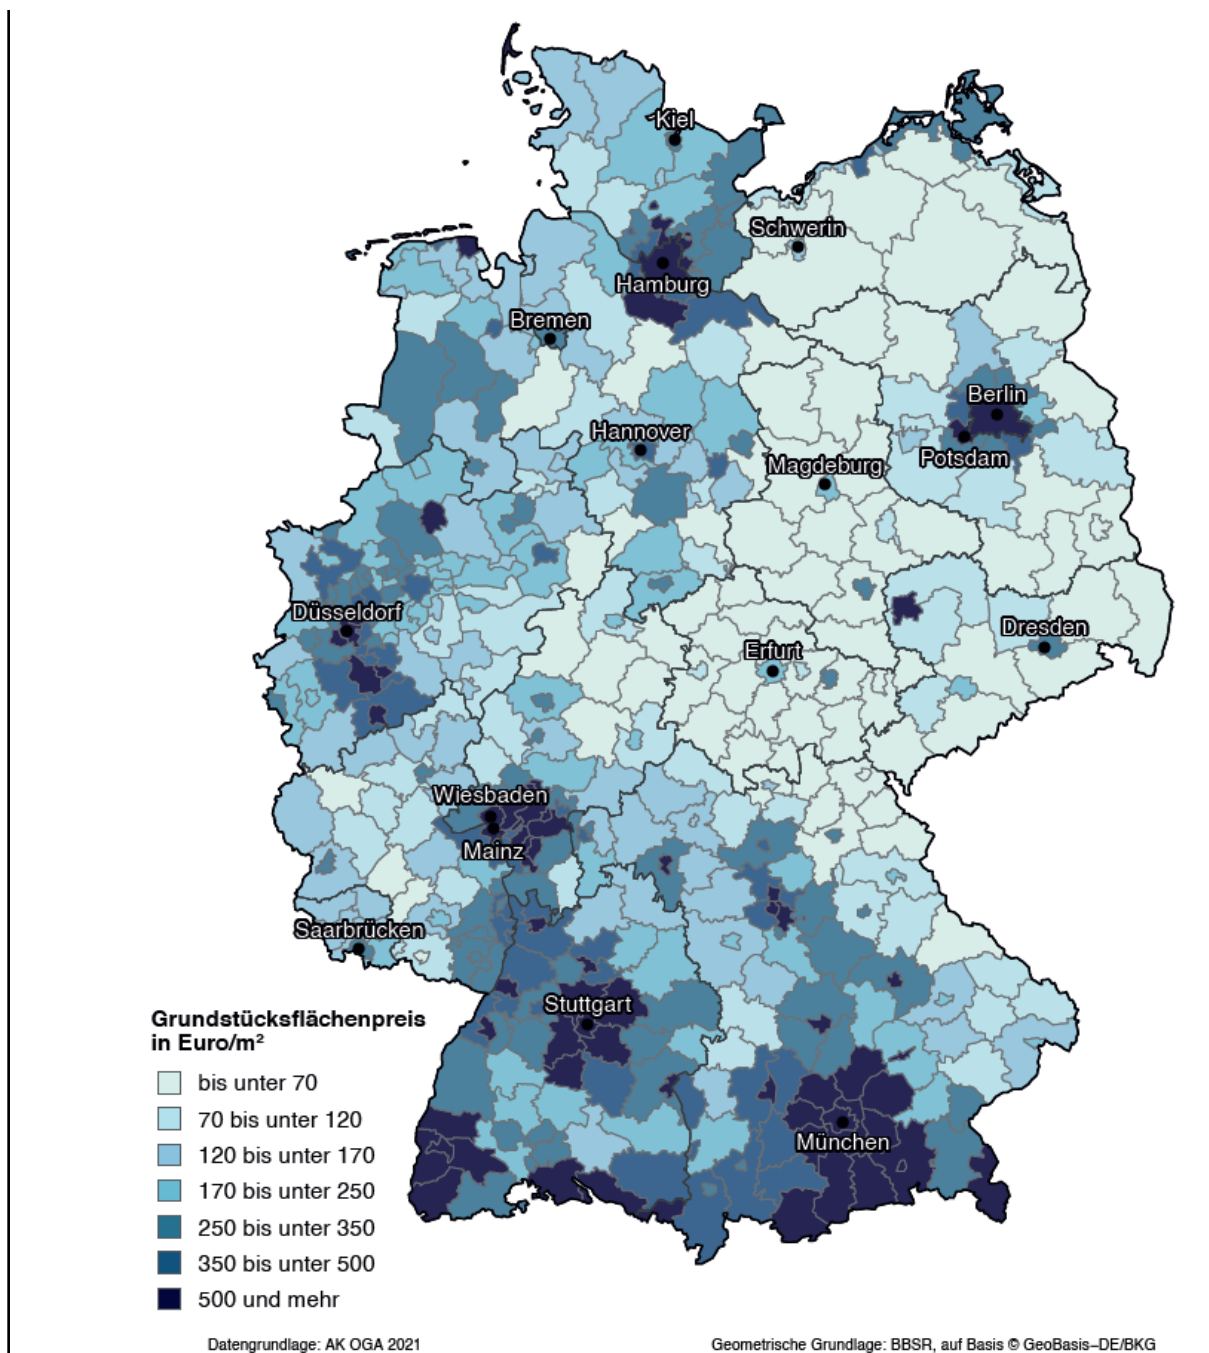 Kiel
Schwerin
Hamburg
Bremen
Berlin
Hannover
Potsdam
Magdeburg
Düsseldorf
Dresden
Erfurt
Wiesbaden
Mainz
Saarbrücken
Stuttgart
München
Grundstücksflächenpreis
in Euro/m²
bis unter 70
70 bis unter 120
120 bis unter 170
170 bis unter 250
250 bis unter 350
350 bis unter 500
500 und mehr
Datengrundlage: AK OGA 2021
Geometrische Grundlage: BBSR, auf Basis © GeoBasis–DE/BKG